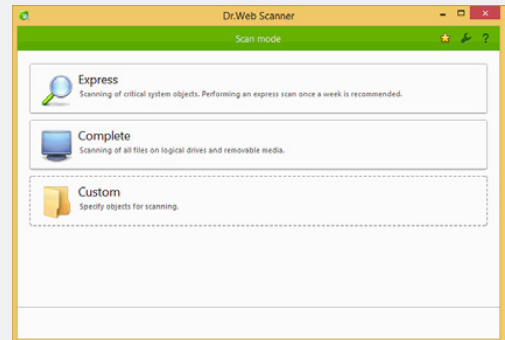 Dr.Web Scanner
Scan mode
?
Express
Scanning of critical system objects. Performing an express scan once a week is recommended.
Complete
Scanning of all files on logical drives and removable media.
Custom
Specify objects for scanning.